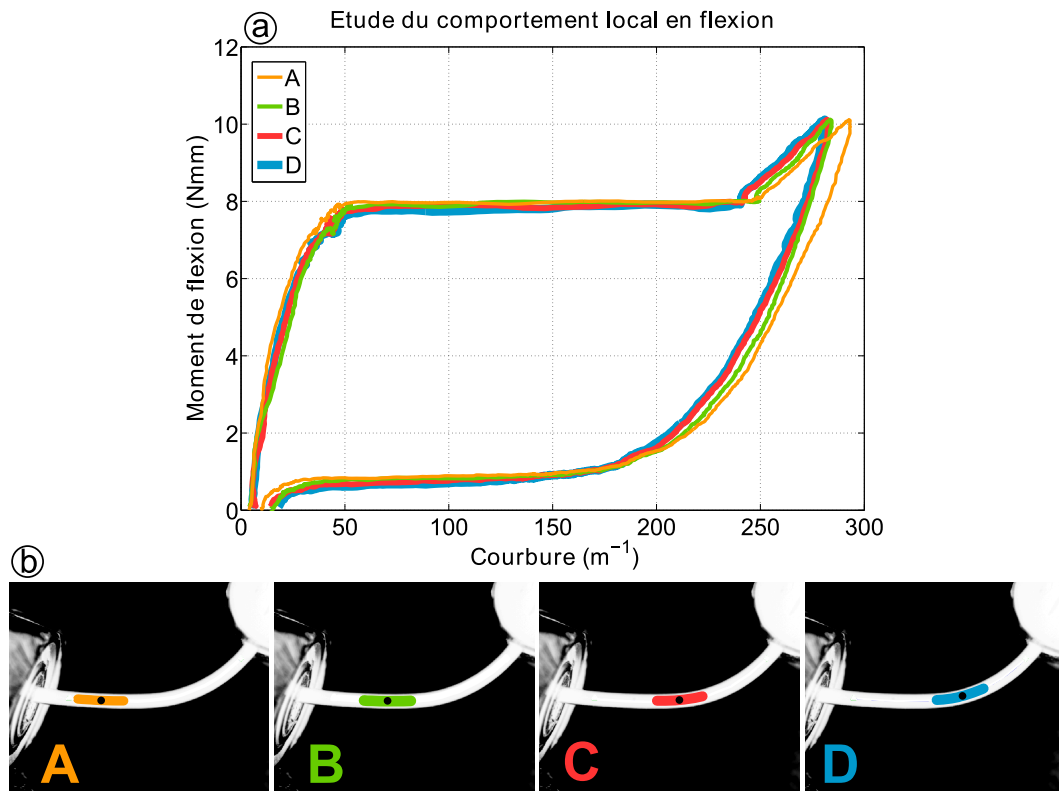 a
Etude du comportement local en flexion
12
10
8
6
4
2
0
Moment de flexion (Nmm)
A
B
C
D
0 50 100 150 200 250 300
Courbure (m⁻¹)
b
A B C D